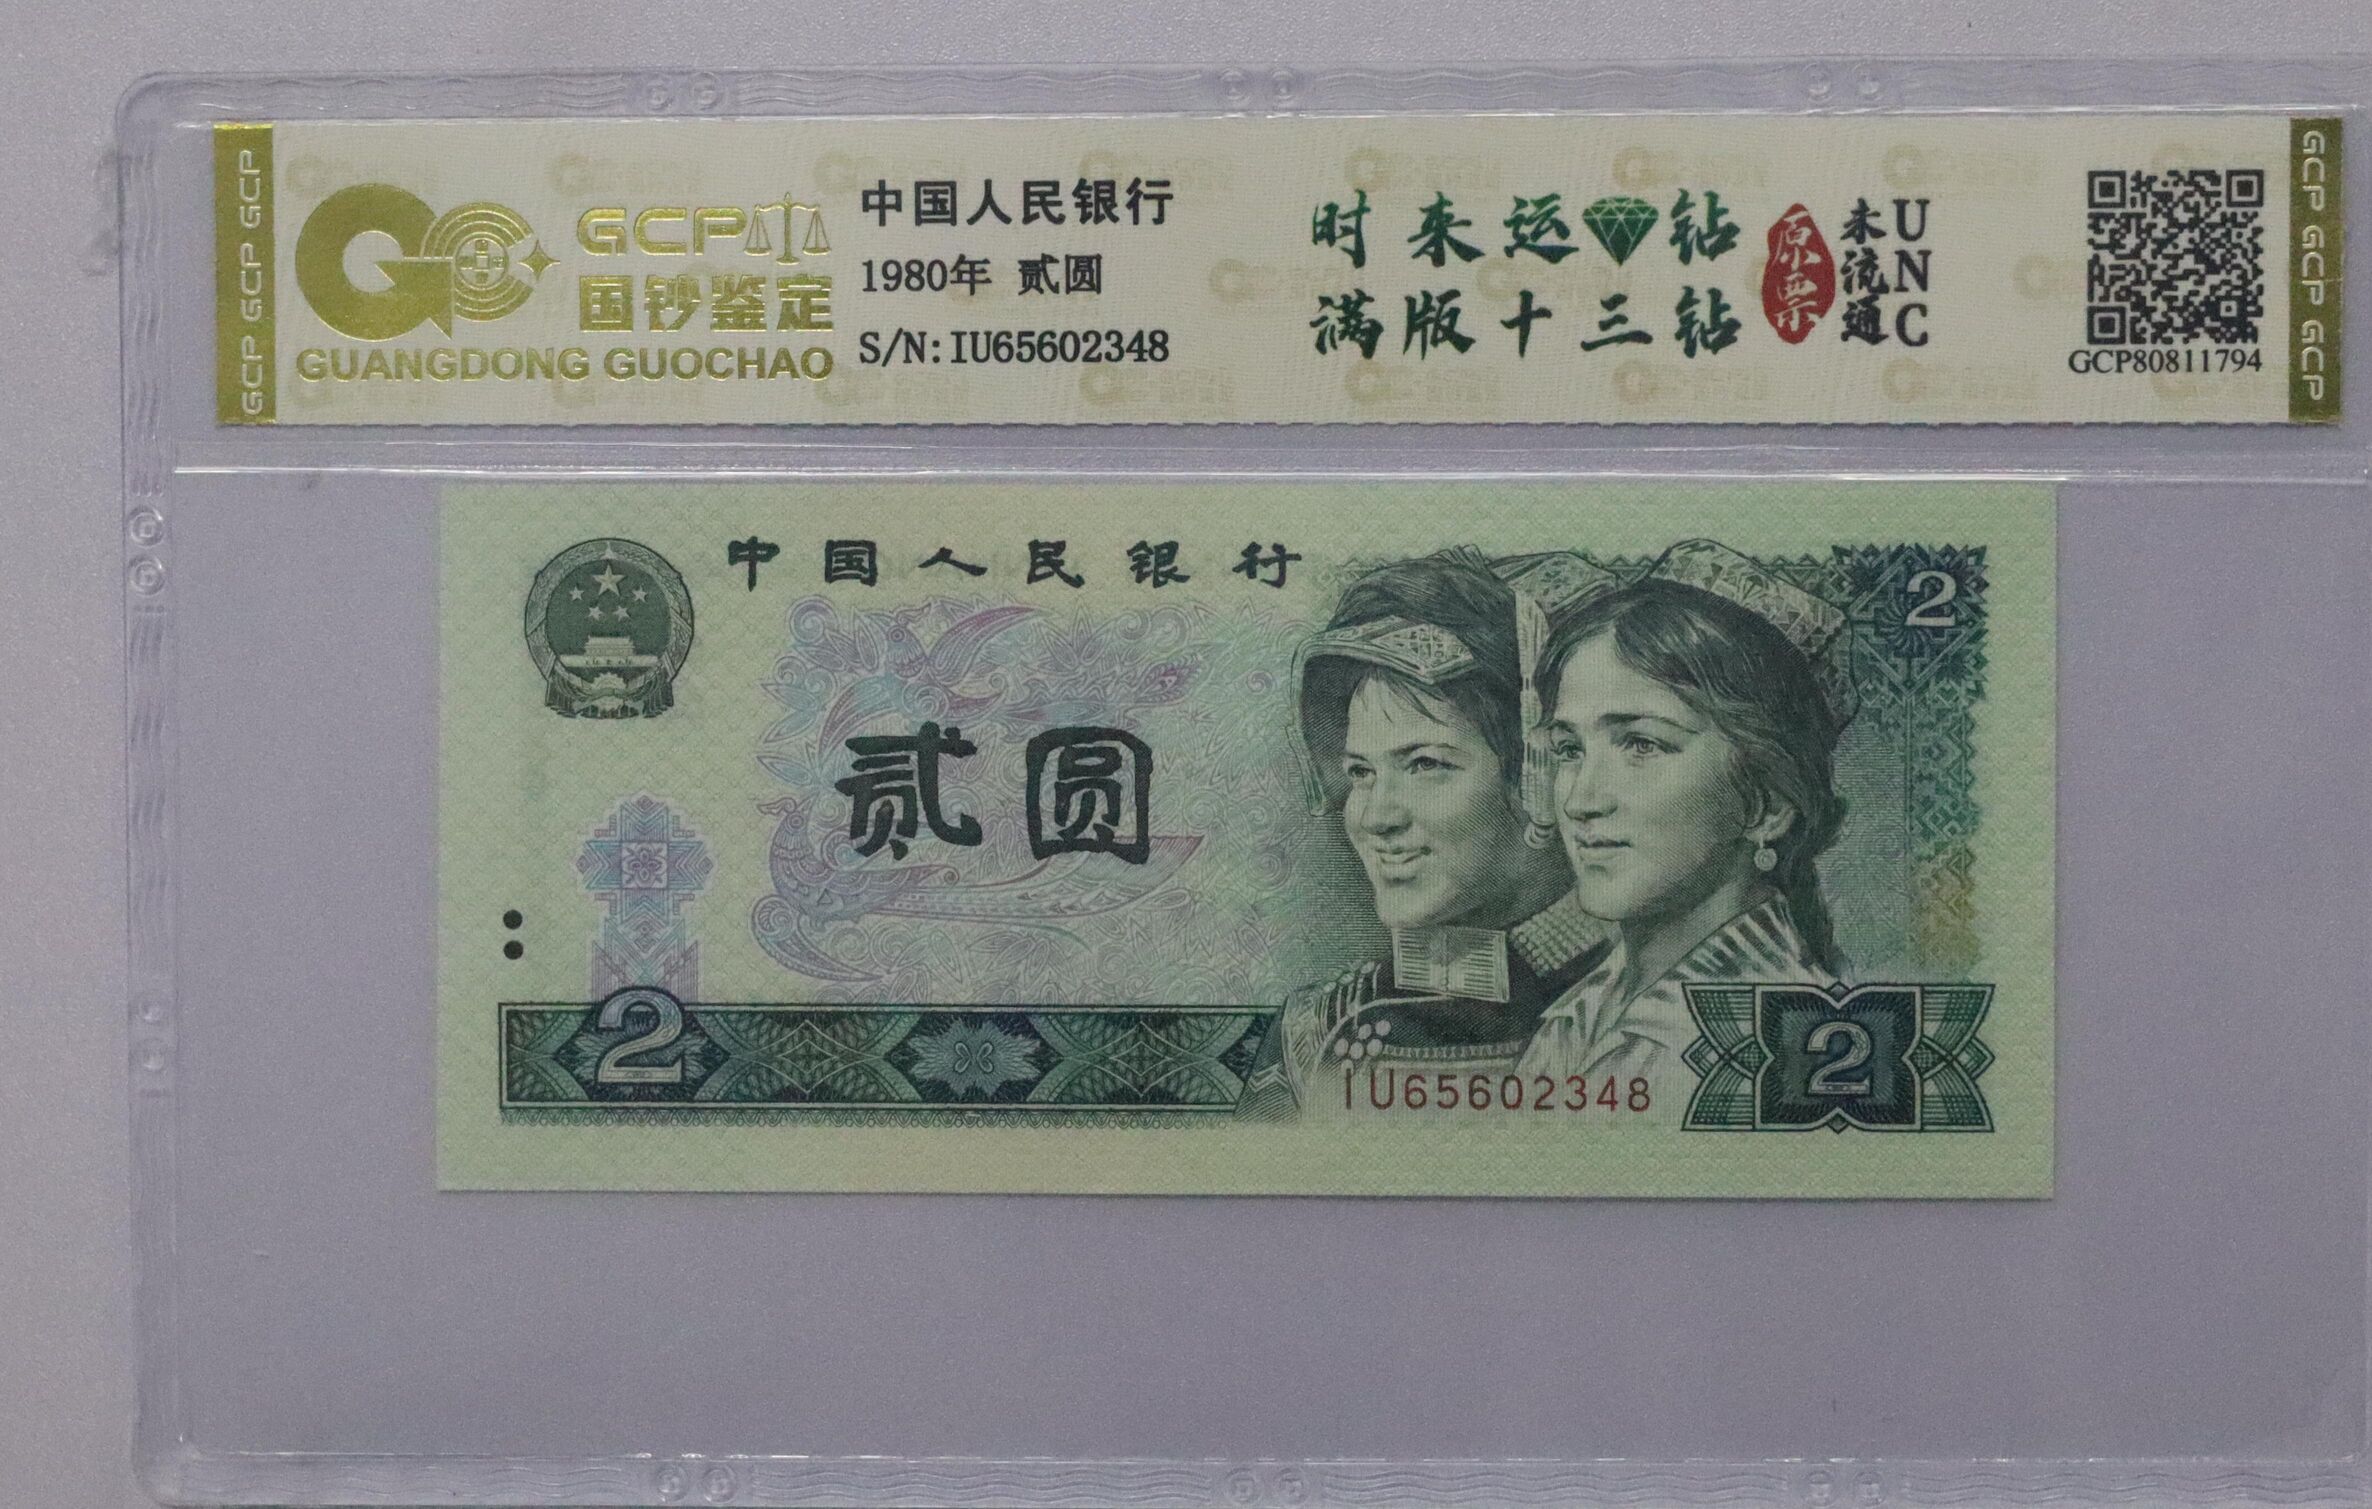 GCP GCP GCP
GCP
国钞鉴定
GUANGDONG GUOCHAO
中国人民银行
1980年 贰圆
S/N:IU65602348
时来运钻
满版十三钻
原票
未流通
UNC
GCP80811794
GCP GCP GCP
中国人民银行
2
贰圆
2
2
IU65602348